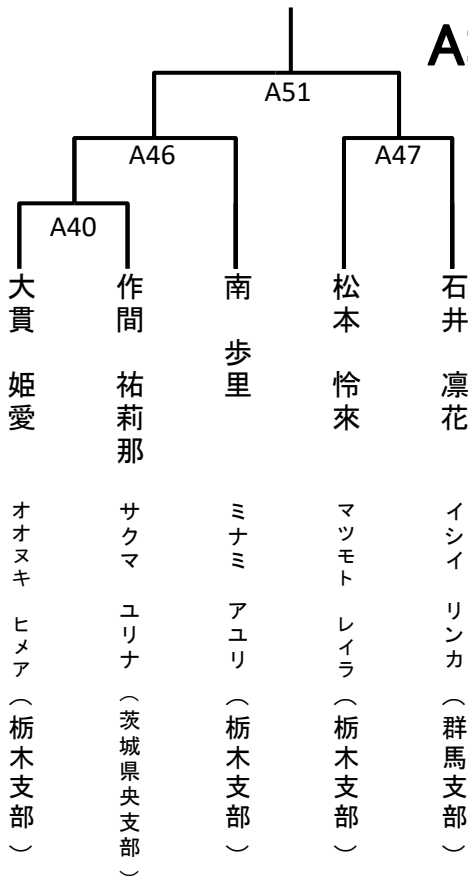 A51
A46
A47
A40
大貫 姫愛 オオヌキ ヒメア (栃木支部)
作間 祐莉那 サクマ ユリナ (茨城県央支部)
南 歩里 ミナミ アユリ (栃木支部)
松本 怜來 マツモト レイラ (栃木支部)
石井 凛花 イシイ リンカ (群馬支部)